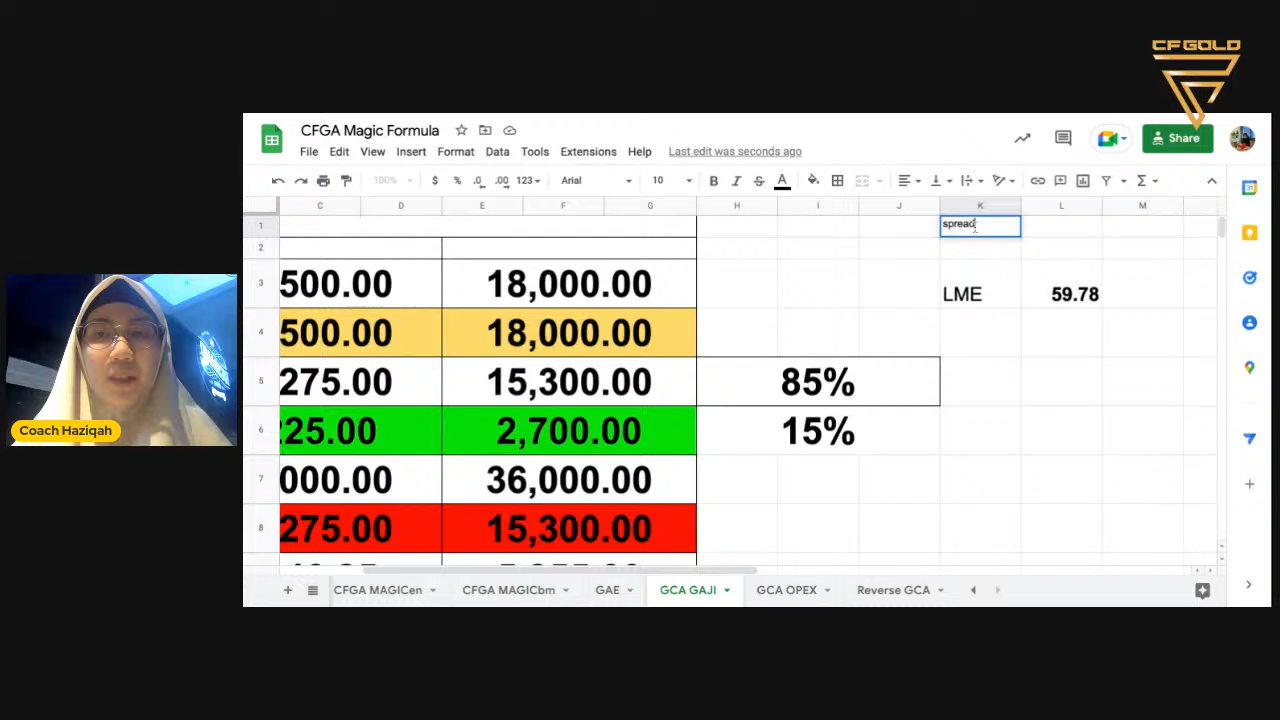 CFGOLD
CFGA Magic Formula
Share
File Edit View Insert Format Data Tools Extensions Help Last edit was seconds ago
100% $ % .0 .00 123 Arial 10 B I S A
C D E F G H I J K L M
1 spread
2
3 500.00 18,000.00 LME 59.78
4 500.00 18,000.00
5 275.00 15,300.00 85%
6 25.00 2,700.00 15%
7 000.00 36,000.00
8 275.00 15,300.00
Coach Haziqah
CFGA MAGICen CFGA MAGICbm GAE GCA GAJI GCA OPEX Reverse GCA